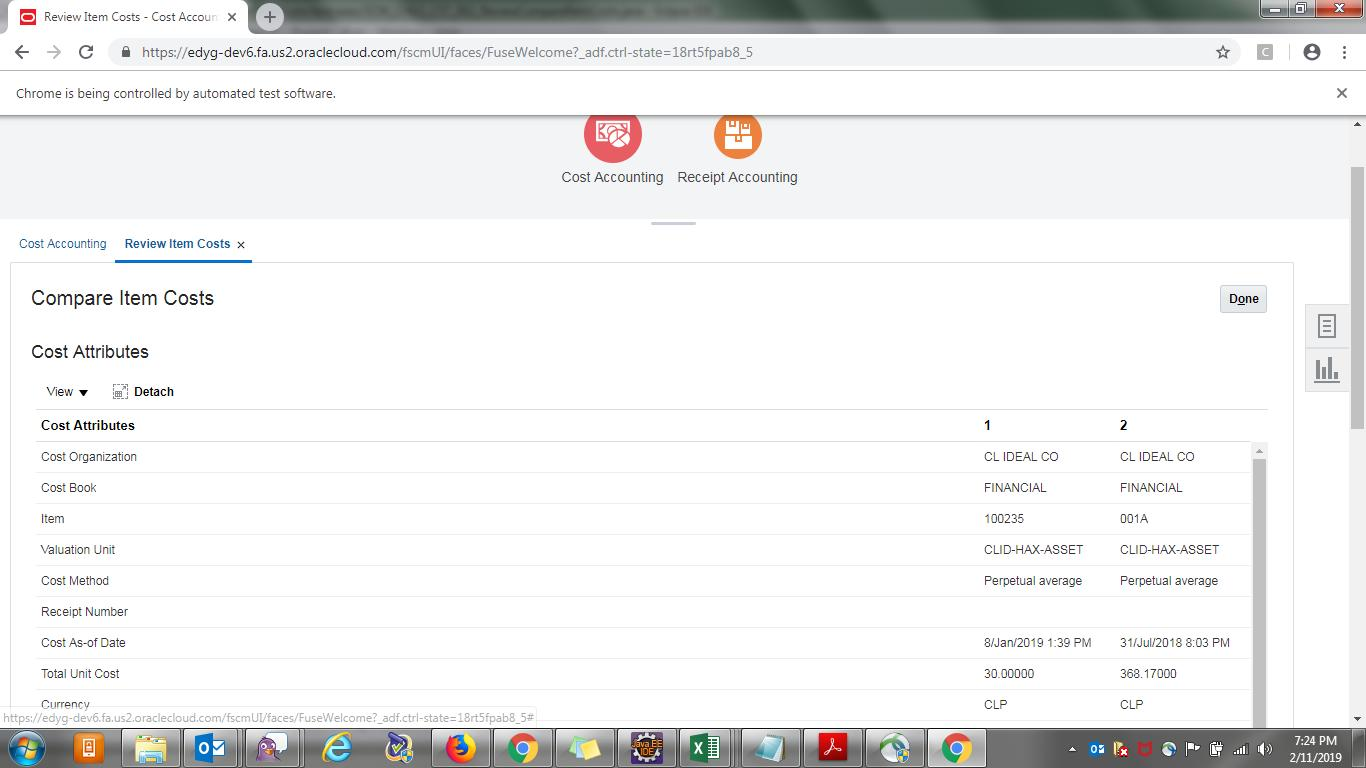 Review Item Costs - Cost Accoun
https://edyg-dev6.fa.us2.oraclecloud.com/fscmUI/faces/FuseWelcome?_adf.ctrl-state=18rt5fpab8_5
C
Chrome is being controlled by automated test software.
Cost Accounting Receipt Accounting
Cost Accounting Review Item Costs
Compare Item Costs Done
Cost Attributes
View Detach
Cost Attributes 1 2
Cost Organization CL IDEAL CO CL IDEAL CO
Cost Book FINANCIAL FINANCIAL
Item 100235 001A
Valuation Unit CLID-HAX-ASSET CLID-HAX-ASSET
Cost Method Perpetual average Perpetual average
Receipt Number
Cost As-of Date 8/Jan/2019 1:39 PM 31/Jul/2018 8:03 PM
Total Unit Cost 30.00000 368.17000
Currency CLP CLP
https://edyg-dev6.fa.us2.oraclecloud.com/fscmUI/faces/FuseWelcome?_adf.ctrl-state=18rt5fpab8_5#
Java EE
IDE
7:24 PM
2/11/2019